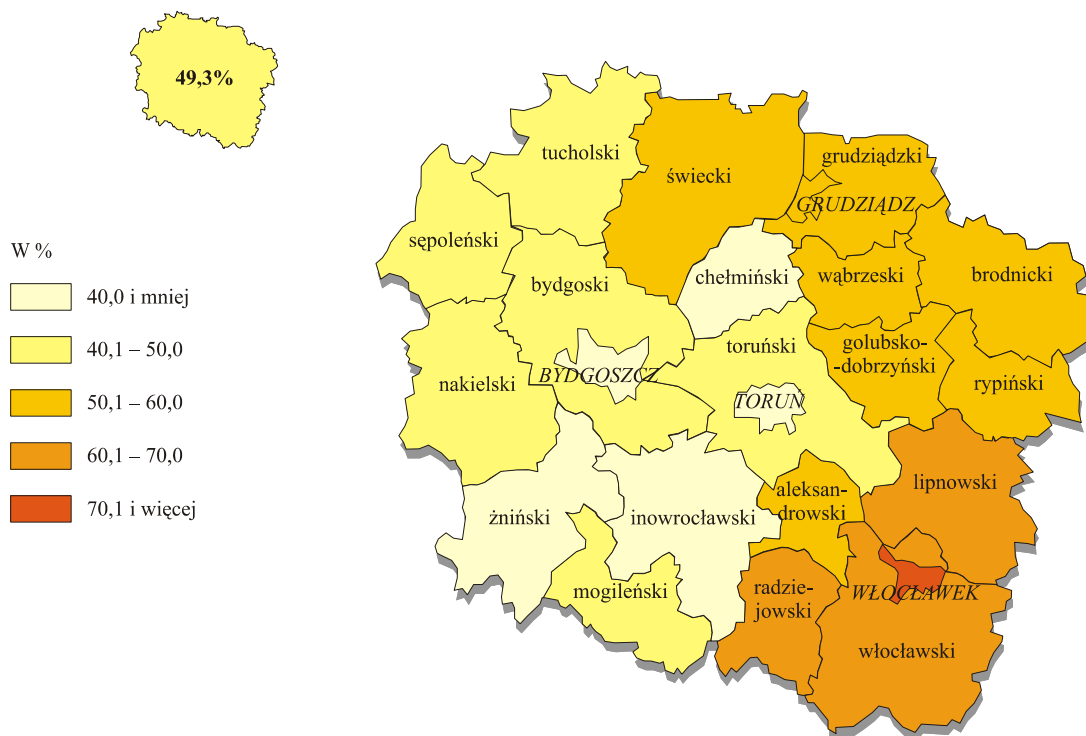 49,3%
W %
40,0 i mniej
40,1 – 50,0
50,1 – 60,0
60,1 – 70,0
70,1 i więcej
tucholski
świecki
grudziądzki
GRUDZIĄDZ
sępoleński
bydgoski
chełmiński
wąbrzeski
brodnicki
nakielski
BYDGOSZCZ
toruński
TORUŃ
golubsko-
-dobrzyński
rypiński
żniński
inowrocławski
aleksan-
drowski
lipnowski
mogileński
radzie-
jowski
WŁOCŁAWEK
włocławski